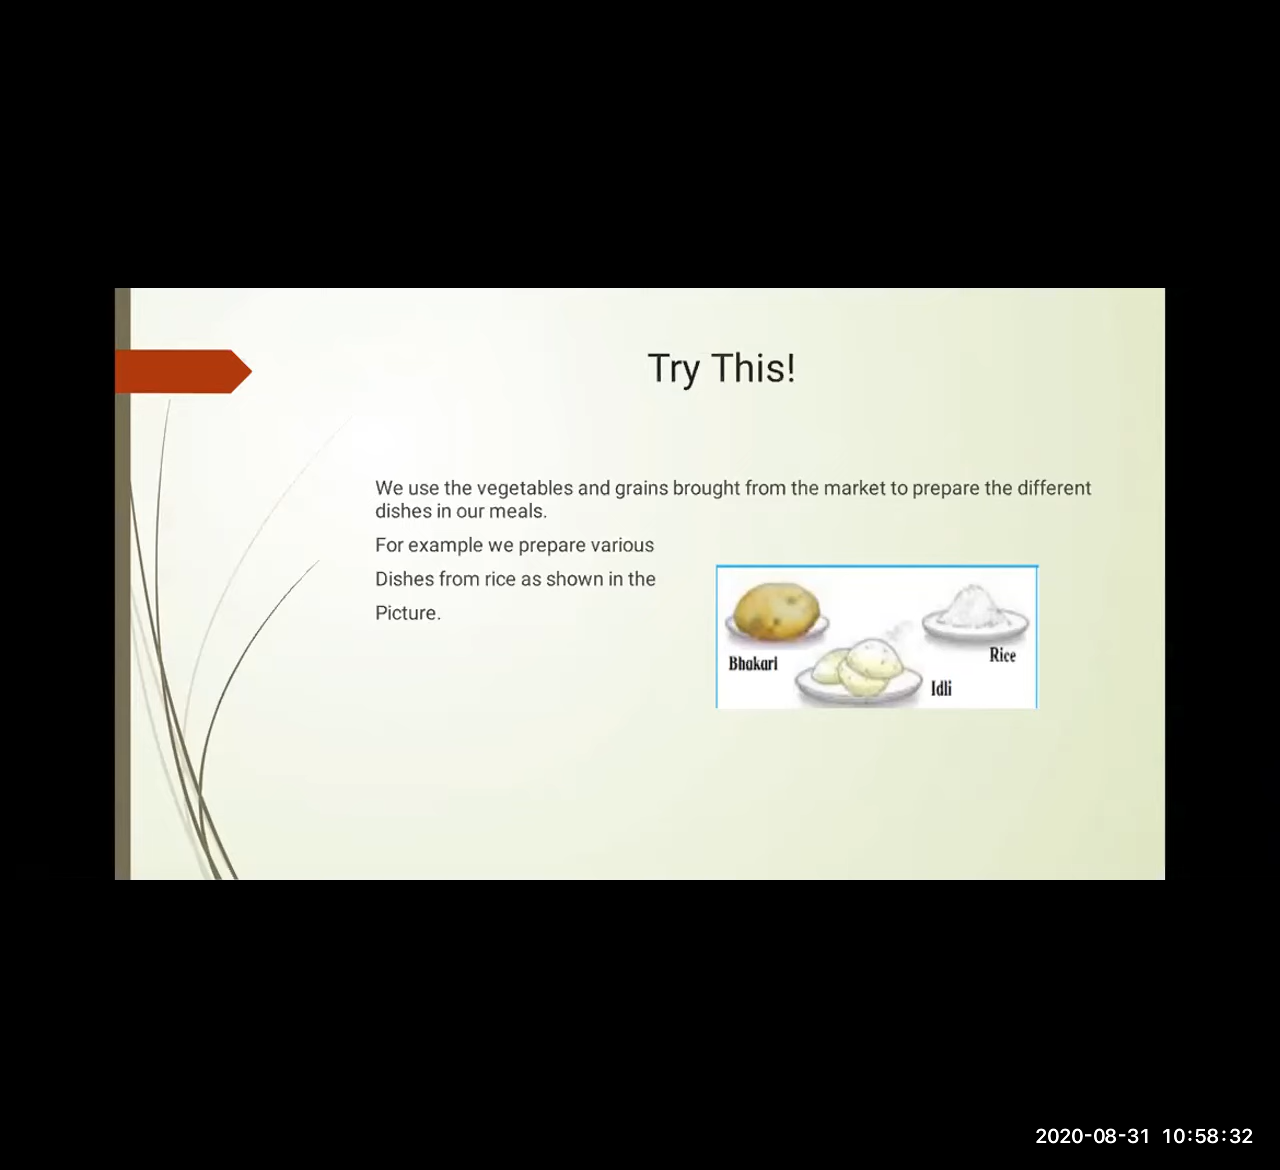 Try This!
We use the vegetables and grains brought from the market to prepare the different
dishes in our meals.
For example we prepare various
Dishes from rice as shown in the
Picture.
Bhakari
Rice
Idli
2020-08-31 10:58:32